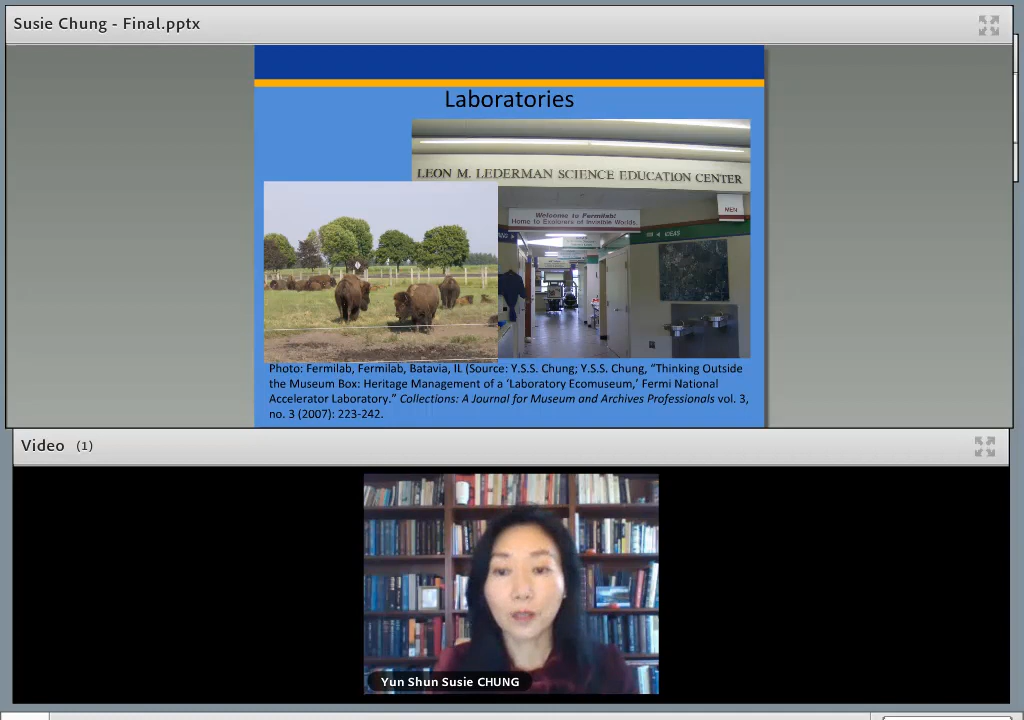 Susie Chung - Final.pptx
Laboratories
LEON M. LEDERMAN SCIENCE EDUCATION CENTER
MEN
Welcome to Fermilab!
Home to Explorers of Invisible Worlds
IDEAS
Photo: Fermilab, Fermilab, Batavia, IL (Source: Y.S.S. Chung; Y.S.S. Chung, “Thinking Outside
the Museum Box: Heritage Management of a ‘Laboratory Ecomuseum,’ Fermi National
Accelerator Laboratory.” Collections: A Journal for Museum and Archives Professionals vol. 3,
no. 3 (2007): 223-242.
Video (1)
Yun Shun Susie CHUNG